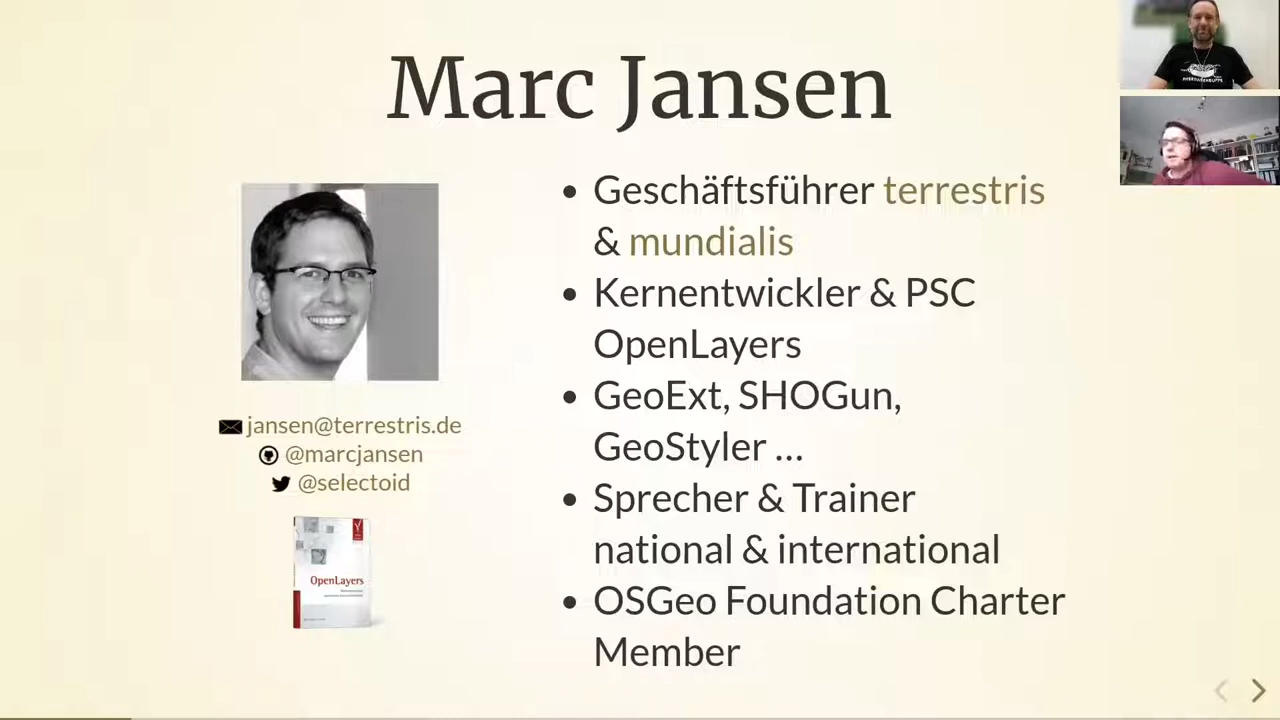 Marc Jansen
Geschäftsführer terrestris
& mundialis
Kernentwickler & PSC
OpenLayers
GeoExt, SHOGun,
GeoStyler ...
Sprecher & Trainer
national & international
OSGeo Foundation Charter
Member
jansen@terrestris.de
@marcjansen
@selectoid
OpenLayers